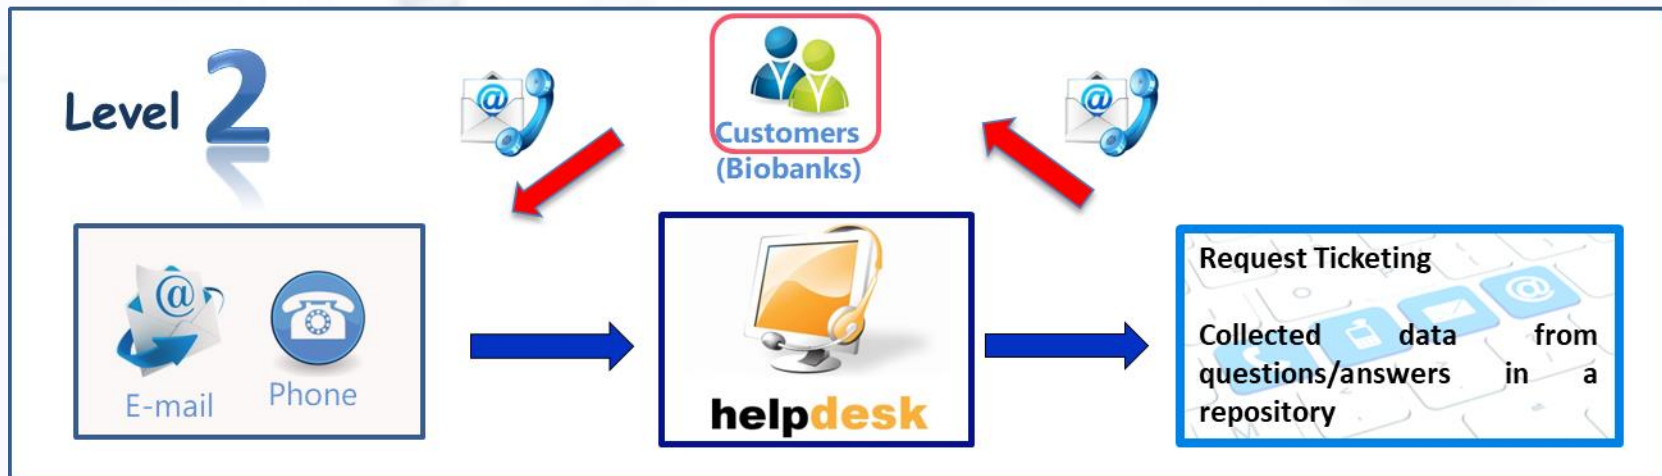 Level 2
Customers
(Biobanks)
@
@
@
E-mail
Phone
helpdesk
Request Ticketing
@
Collected data from
questions/answers in a
repository